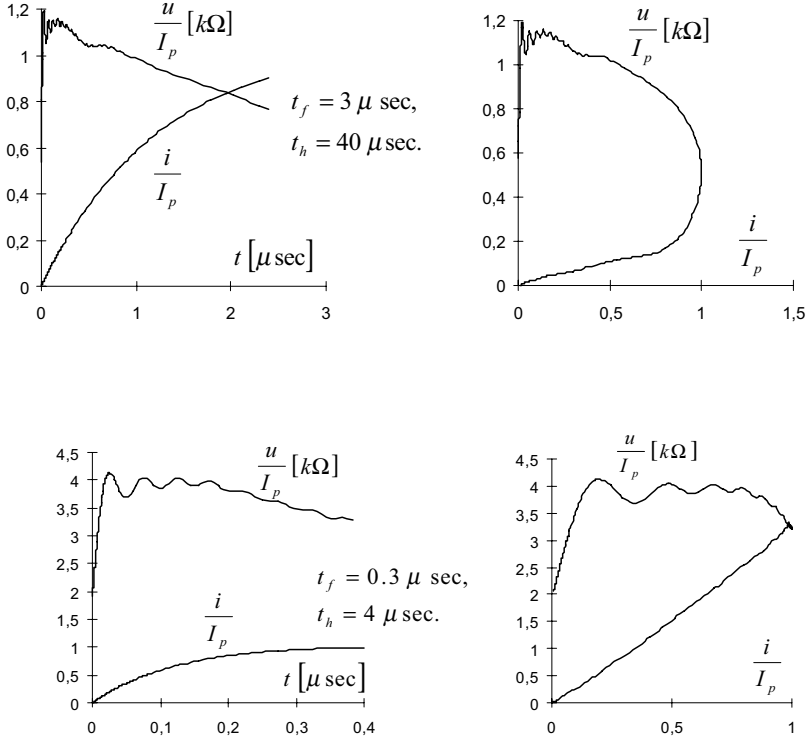 1,2
1
0,8
0,6
0,4
0,2
0
0 1 2 3
u/I_p [kΩ]
i/I_p
t_f = 3 μ sec,
t_h = 40 μ sec.
t [μ sec]
1,2
1
0,8
0,6
0,4
0,2
0
0 0,5 1 1,5
u/I_p [kΩ]
i/I_p
4,5
4
3,5
3
2,5
2
1,5
1
0,5
0
0 0,1 0,2 0,3 0,4
u/I_p [kΩ]
t_f = 0.3 μ sec,
t_h = 4 μ sec.
i/I_p
t [μ sec]
4,5
4
3,5
3
2,5
2
1,5
1
0,5
0
0 0,5 1
u/I_p [kΩ]
i/I_p